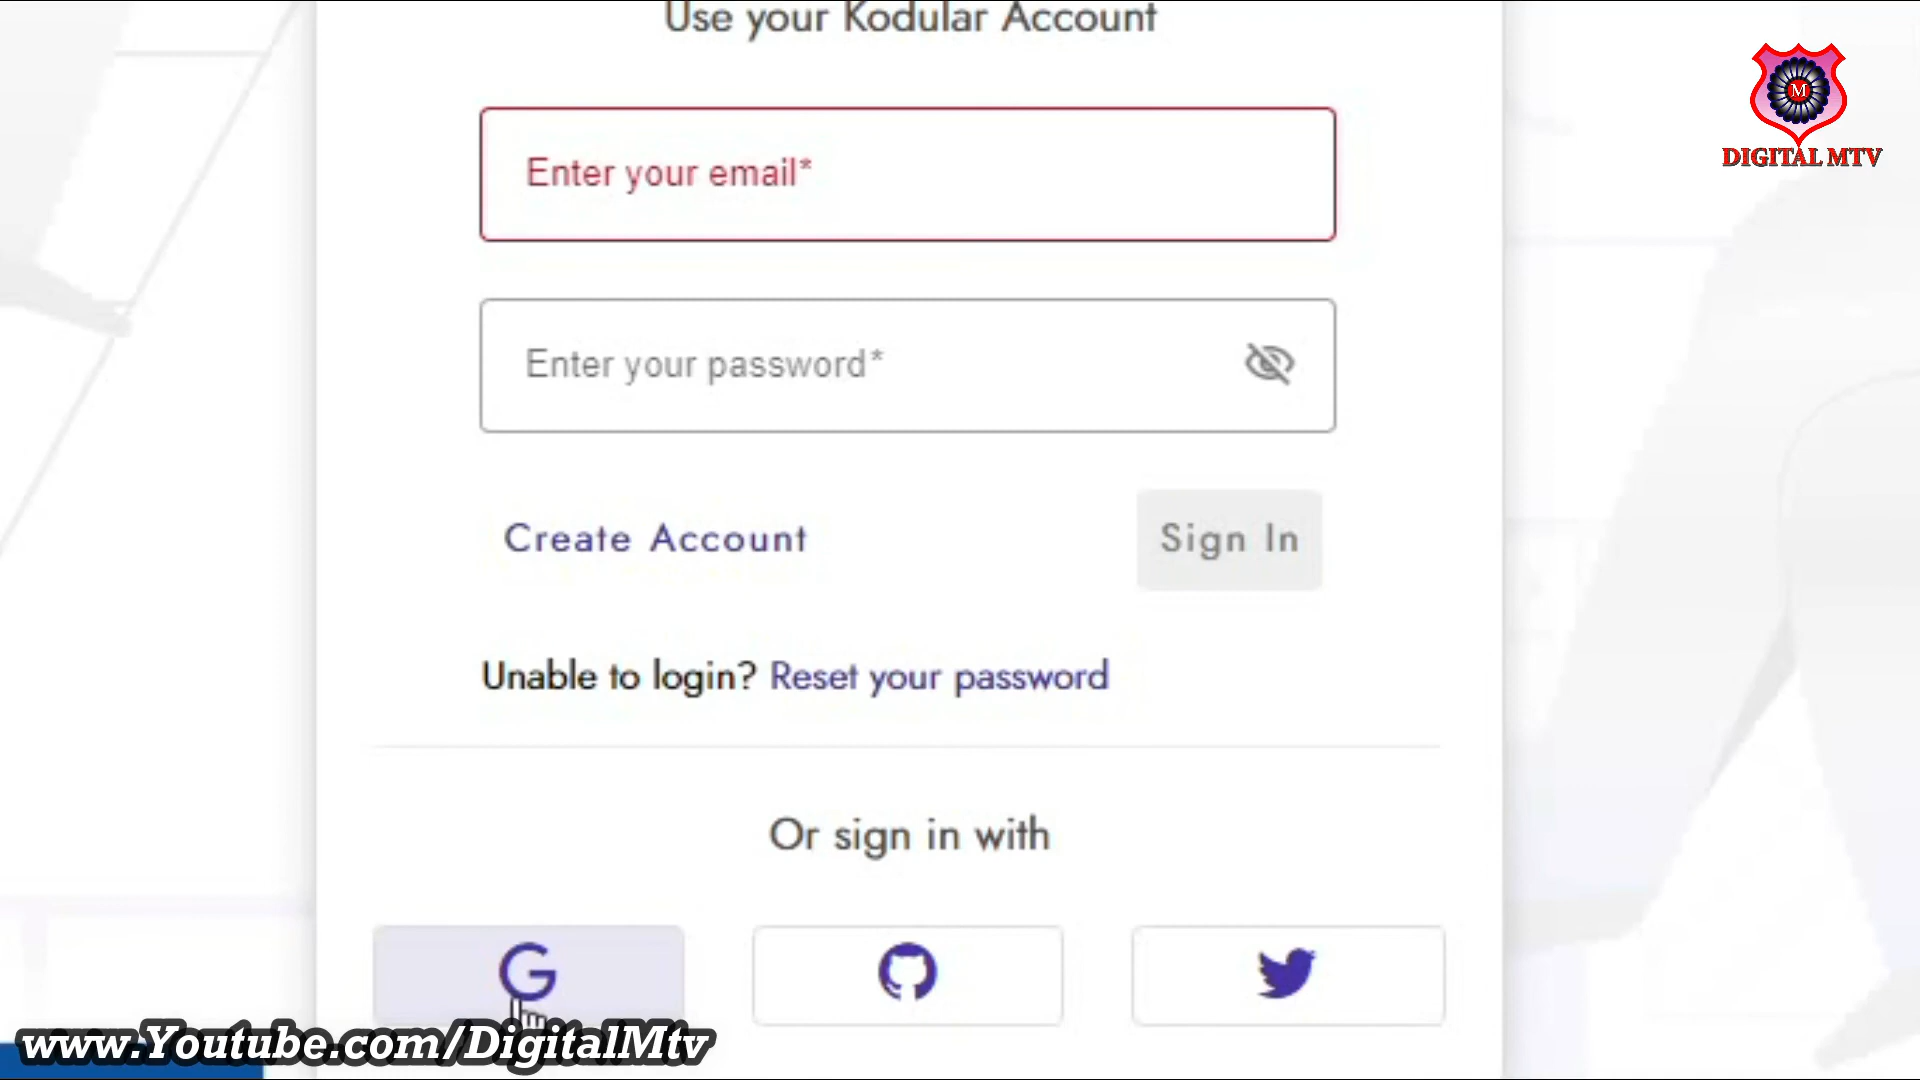 Use your Kodular Account
M
DIGITAL MTV
Enter your email*
Enter your password*
Create Account
Sign In
Unable to login? Reset your password
Or sign in with
G
www.Youtube.com/DigitalMtv